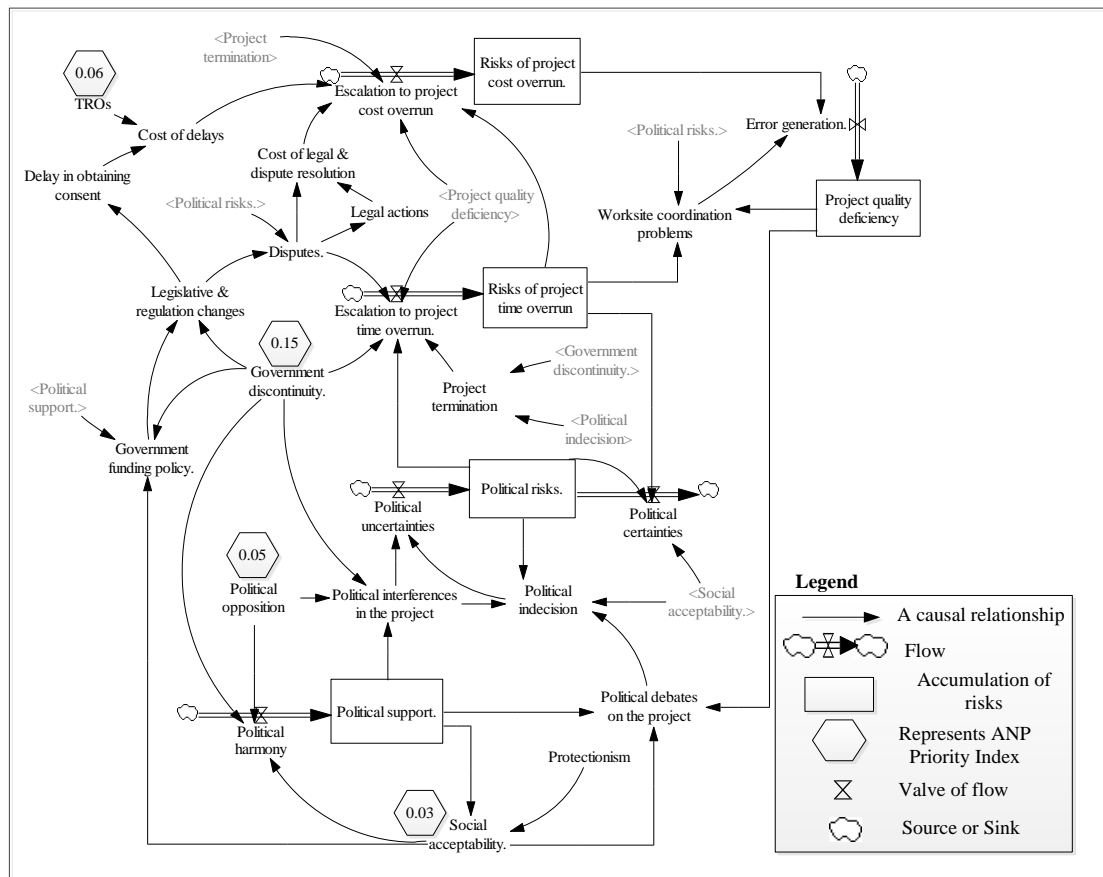 <Project
termination>
0.06
TROs
Risks of project
cost overrun.
Escalation to project
cost overrun
Cost of delays
Error generation.
<Political risks.>
Cost of legal &
dispute resolution
Delay in obtaining
consent
<Project quality
deficiency>
Project quality
deficiency
<Political risks.>
Legal actions
Worksite coordination
problems
Disputes.
Legislative &
regulation changes
Risks of project
time overrun
Escalation to project
time overrun.
0.15
Government
discontinuity.
<Government
discontinuity.>
Project
termination
<Political
support.>
<Political
indecision>
Government
funding policy.
Political risks.
Political
uncertainties
Political
certainties
0.05
Political
opposition
Political interferences
in the project
Political
indecision
<Social
acceptability.>
Political support.
Political debates
on the project
Political
harmony
Protectionism
0.03
Social
acceptability.
Legend
A causal relationship
Flow
Accumulation of
risks
Represents ANP
Priority Index
Valve of flow
Source or Sink